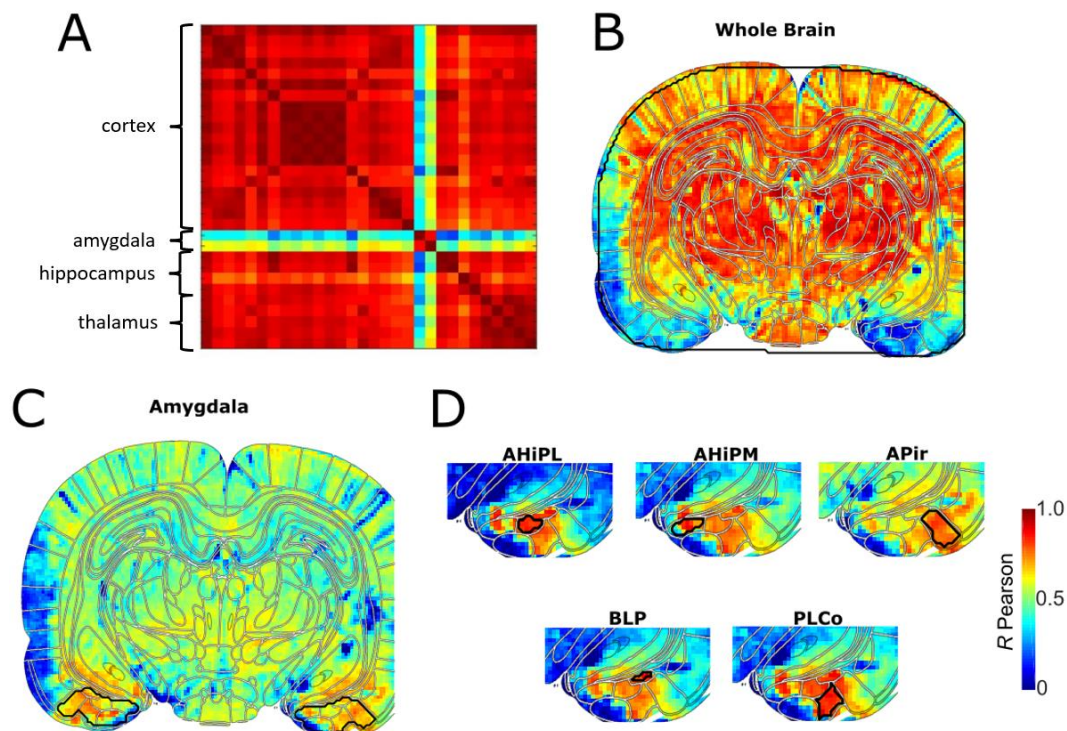 A
B
Whole Brain
cortex
amygdala
hippocampus
thalamus
C
Amygdala
D
AHiPL
AHiPM
APir
BLP
PLCo
1.0
0.5
0
R Pearson